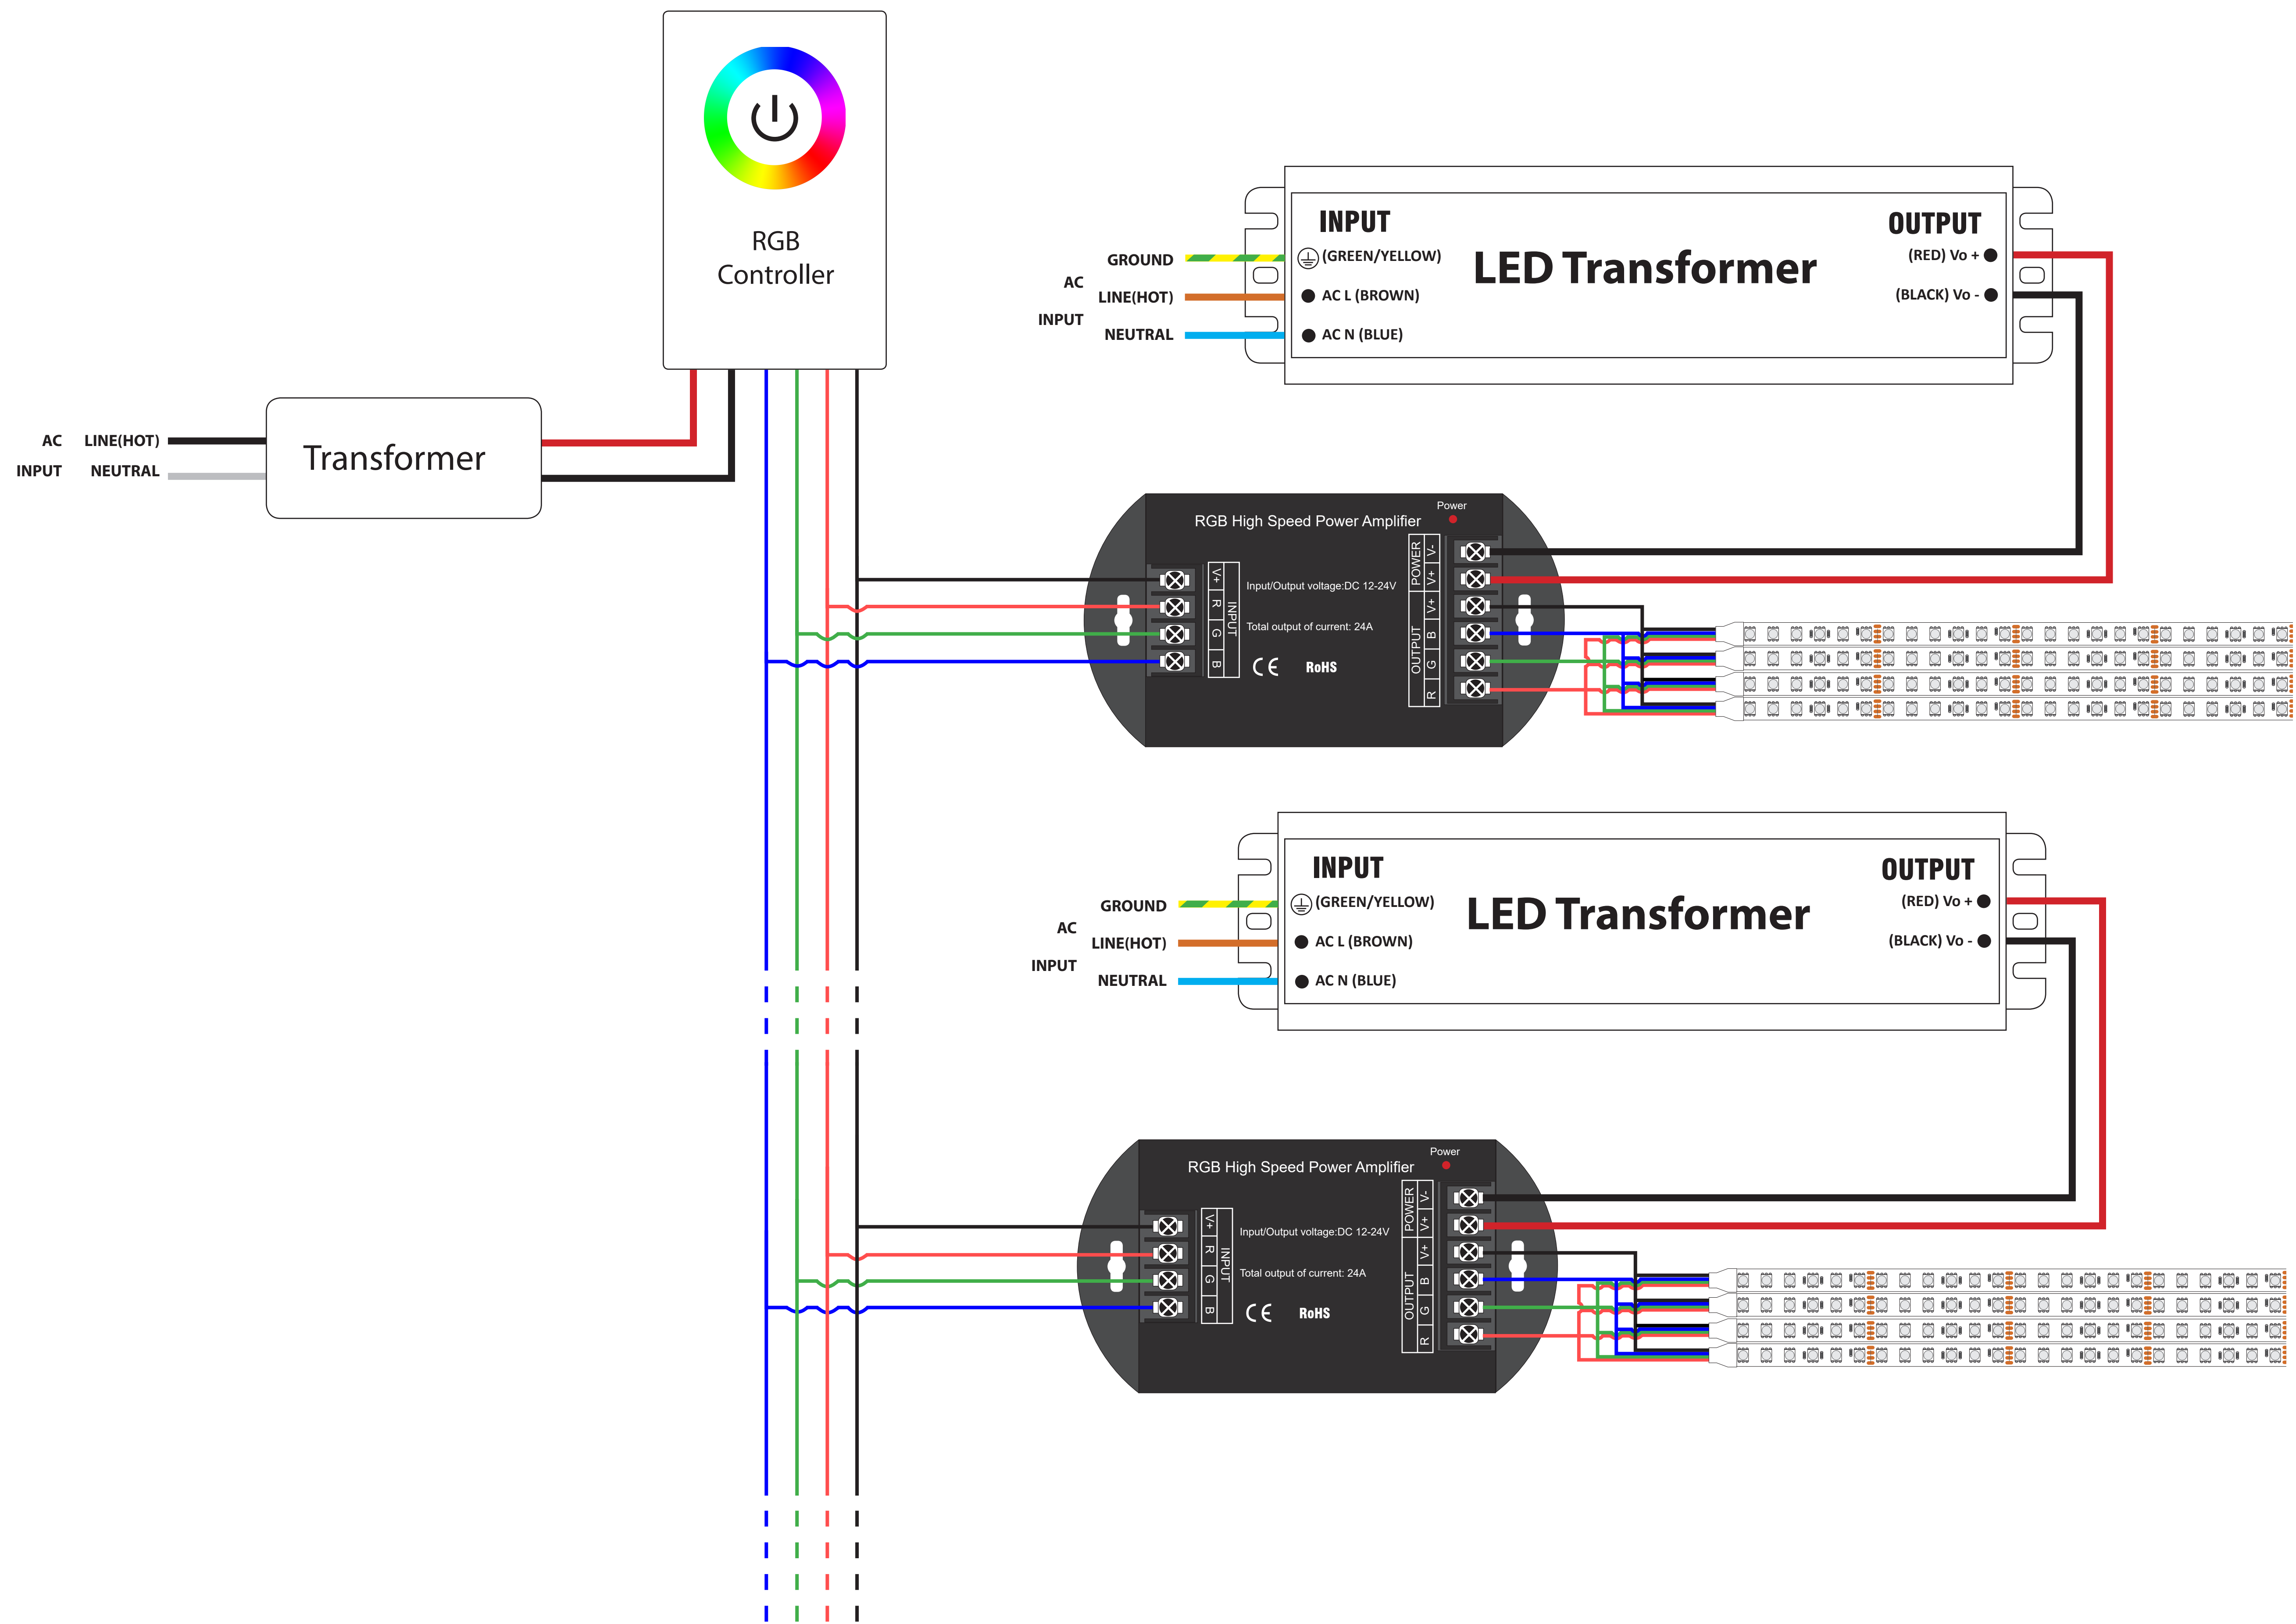 RGB
Controller
AC LINE(HOT)
INPUT NEUTRAL
Transformer
INPUT
OUTPUT
GROUND
(GREEN/YELLOW)
LED Transformer
(RED) Vo +
AC
LINE(HOT)
AC L (BROWN)
(BLACK) Vo -
INPUT
NEUTRAL
AC N (BLUE)
Power
RGB High Speed Power Amplifier
V+
R
G
B
INPUT
Input/Output voltage:DC 12-24V
Total output of current: 24A
CE RoHS
POWER
V-
V+
OUTPUT
V+
B
G
R
INPUT
OUTPUT
GROUND
(GREEN/YELLOW)
LED Transformer
(RED) Vo +
AC
LINE(HOT)
AC L (BROWN)
(BLACK) Vo -
INPUT
NEUTRAL
AC N (BLUE)
Power
RGB High Speed Power Amplifier
V+
R
G
B
INPUT
Input/Output voltage:DC 12-24V
Total output of current: 24A
CE RoHS
POWER
V-
V+
OUTPUT
V+
B
G
R